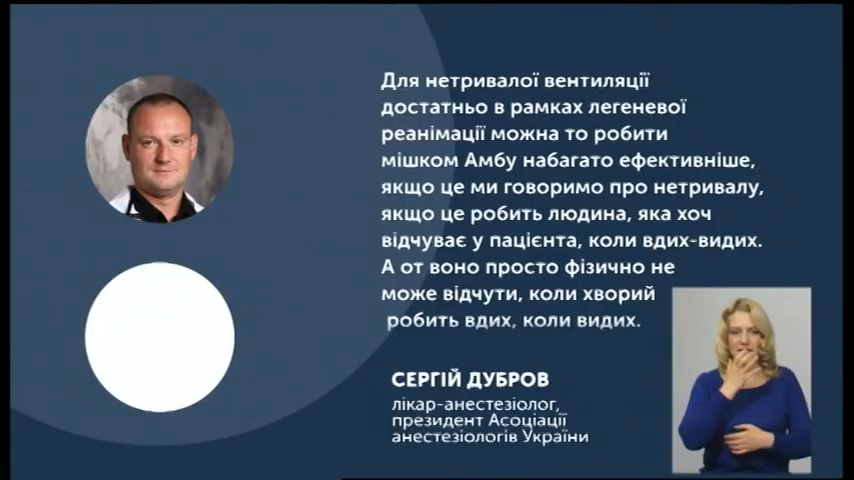 Для нетривалої вентиляції
достатньо в рамках легеневої
реанімації можна то робити
мішком Амбу набагато ефективніше,
якщо це ми говоримо про нетривалу,
якщо це робить людина, яка хоч
відчуває у пацієнта, коли вдих-видих.
А от воно просто фізично не
може відчути, коли хворий
робить вдих, коли видих.
СЕРГІЙ ДУБРОВ
лікар-анестезіолог,
президент Асоціації
анестезіологів України